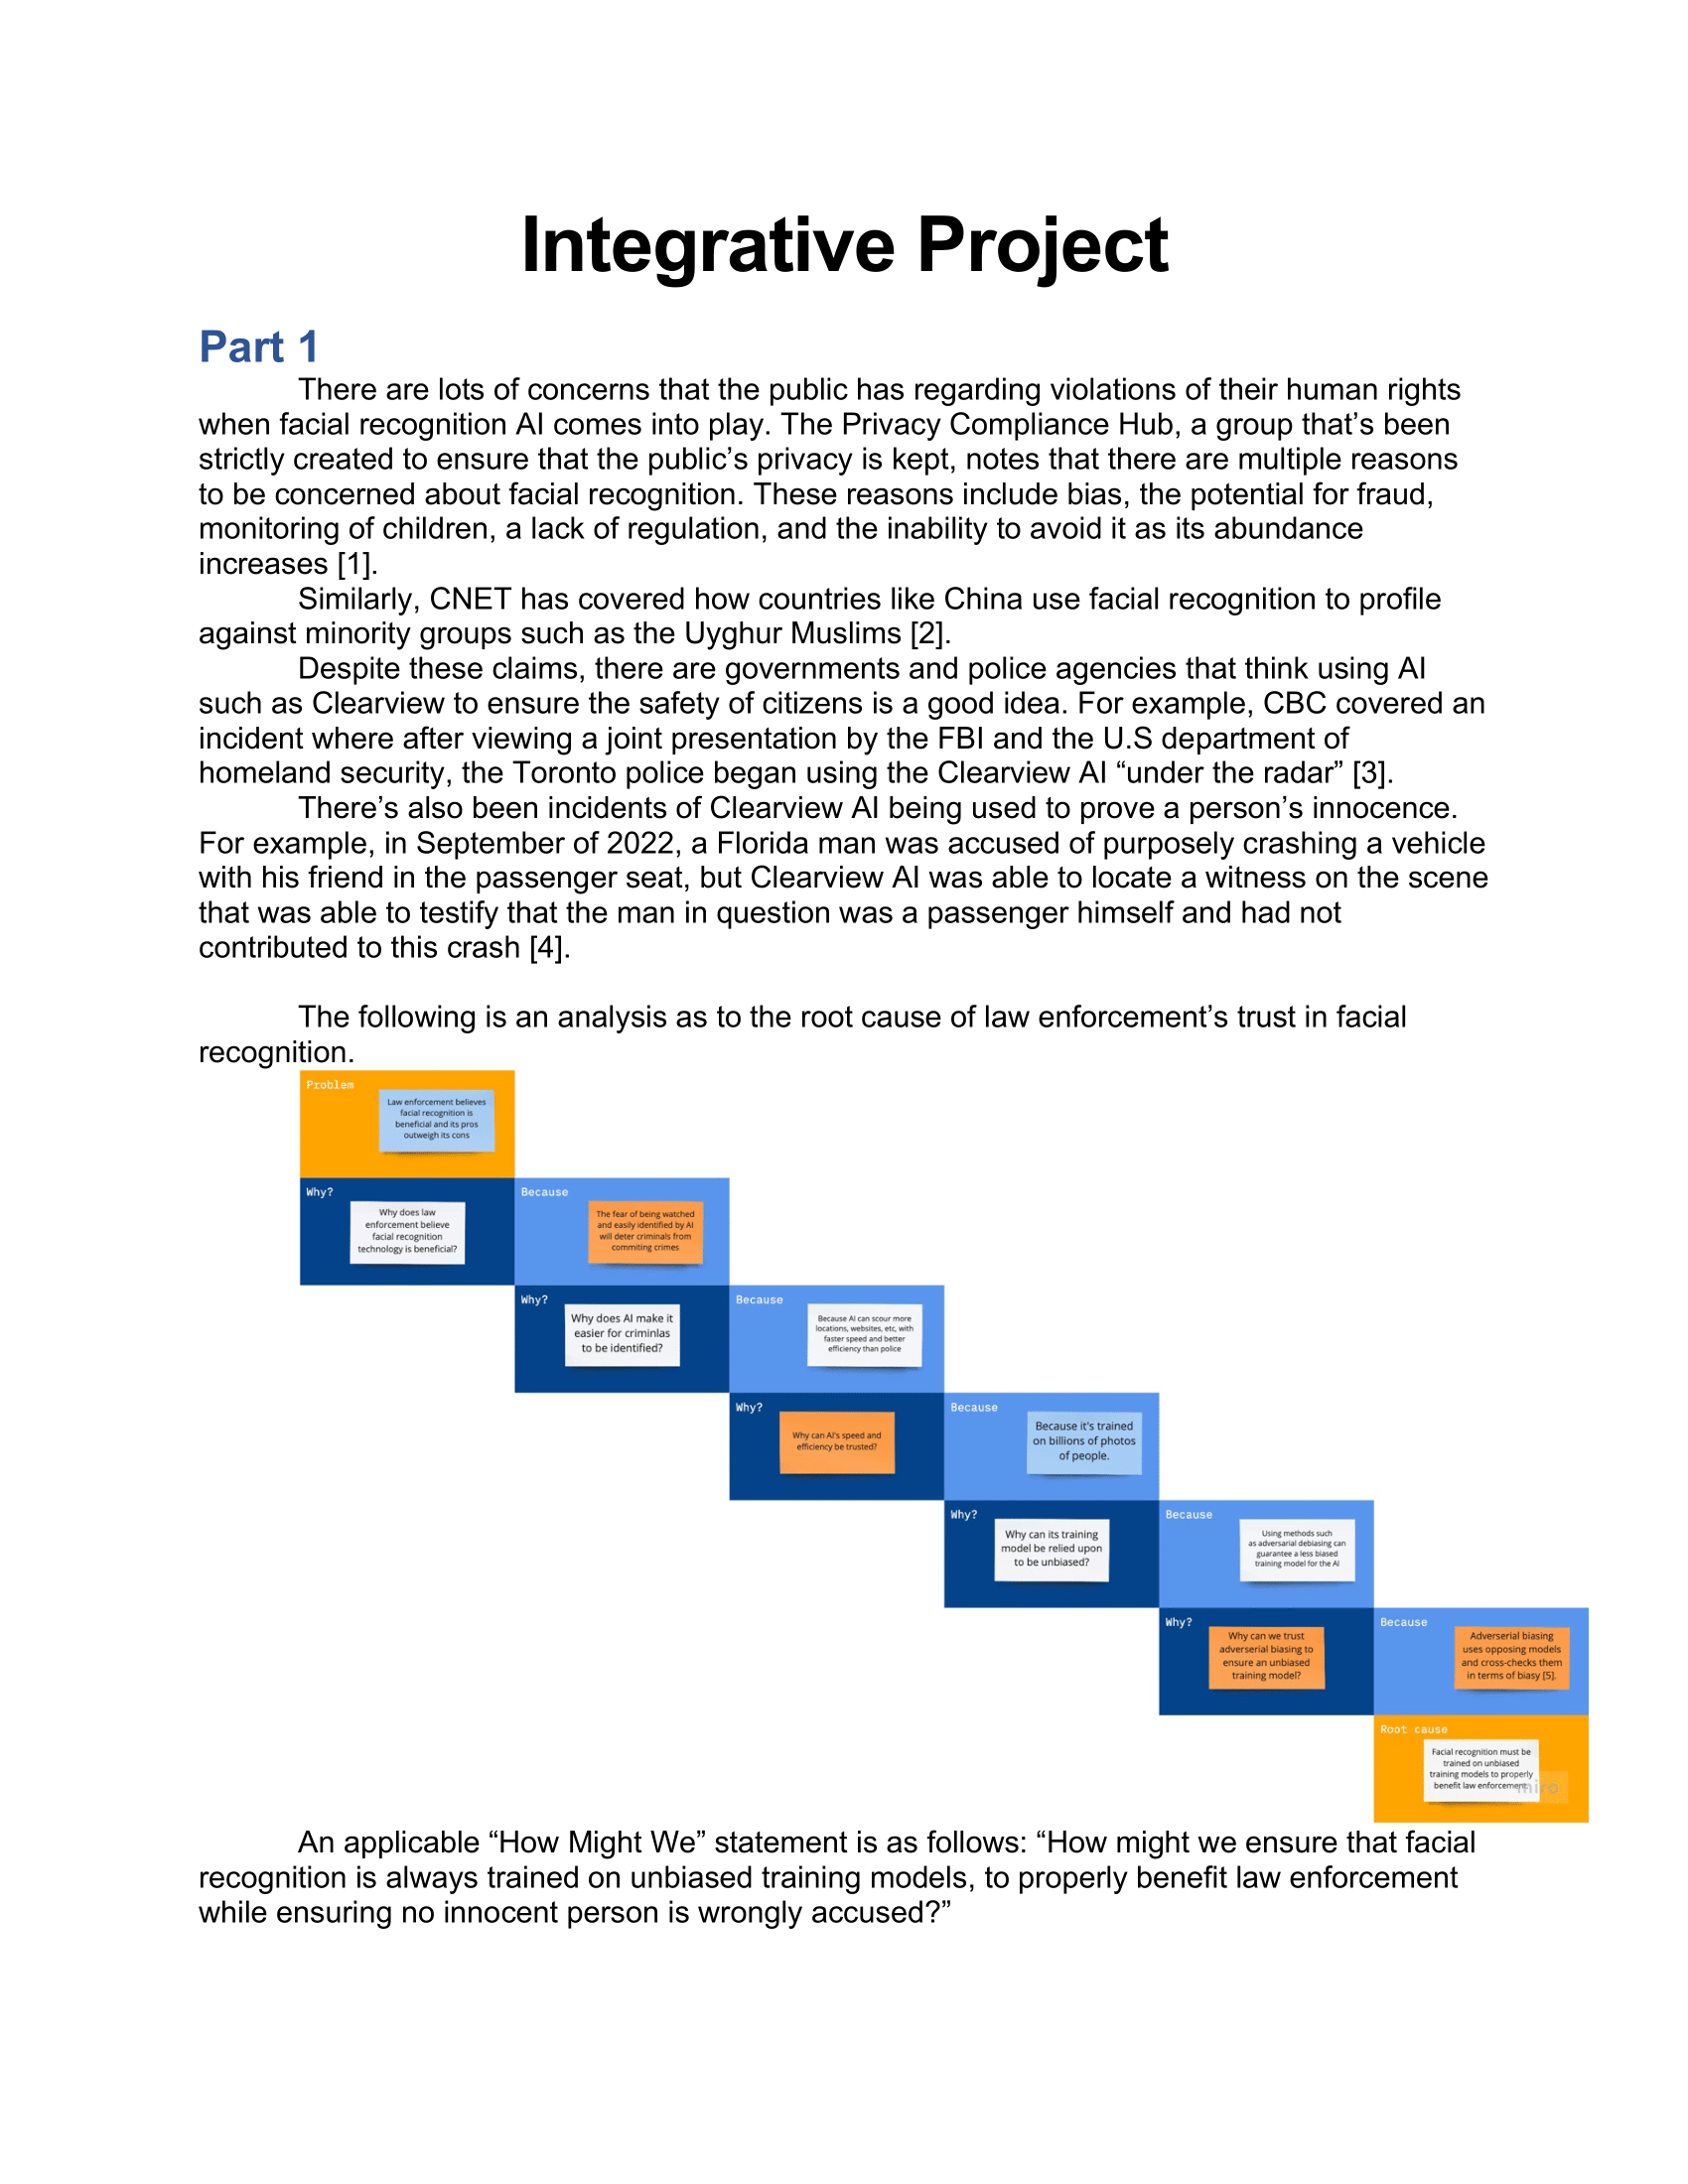 Integrative Project
Part 1
There are lots of concerns that the public has regarding violations of their human rights
when facial recognition AI comes into play. The Privacy Compliance Hub, a group that’s been
strictly created to ensure that the public’s privacy is kept, notes that there are multiple reasons
to be concerned about facial recognition. These reasons include bias, the potential for fraud,
monitoring of children, a lack of regulation, and the inability to avoid it as its abundance
increases [1].
Similarly, CNET has covered how countries like China use facial recognition to profile
against minority groups such as the Uyghur Muslims [2].
Despite these claims, there are governments and police agencies that think using AI
such as Clearview to ensure the safety of citizens is a good idea. For example, CBC covered an
incident where after viewing a joint presentation by the FBI and the U.S department of
homeland security, the Toronto police began using the Clearview AI “under the radar” [3].
There’s also been incidents of Clearview AI being used to prove a person’s innocence.
For example, in September of 2022, a Florida man was accused of purposely crashing a vehicle
with his friend in the passenger seat, but Clearview AI was able to locate a witness on the scene
that was able to testify that the man in question was a passenger himself and had not
contributed to this crash [4].
The following is an analysis as to the root cause of law enforcement’s trust in facial
recognition.
Problem
Law enforcement believes
facial recognition is
beneficial and its pros
outweigh its cons
Why?
Why does law
enforcement believe
facial recognition
technology is beneficial?
Because
The fear of being watched
and easily identified by AI
will deter criminals from
commiting crimes
Why?
Why does AI make it
easier for criminlas
to be identified?
Because
Because AI can scour more
locations, websites, etc, with
faster speed and better
efficiency than police
Why?
Why can AI's speed and
efficiency be trusted?
Because
Because it's trained
on billions of photos
of people.
Why?
Why can its training
model be relied upon
to be unbiased?
Because
Using methods such
as adversarial debiasing can
guarantee a less biased
training model for the AI
Why?
Why can we trust
adverserial biasing to
ensure an unbiased
training model?
Because
Adverserial biasing
uses opposing models
and cross-checks them
in terms of biasy [5].
Root cause
Facial recognition must be
trained on unbiased
training models to properly
benefit law enforcement.
miro
An applicable “How Might We” statement is as follows: “How might we ensure that facial
recognition is always trained on unbiased training models, to properly benefit law enforcement
while ensuring no innocent person is wrongly accused?”